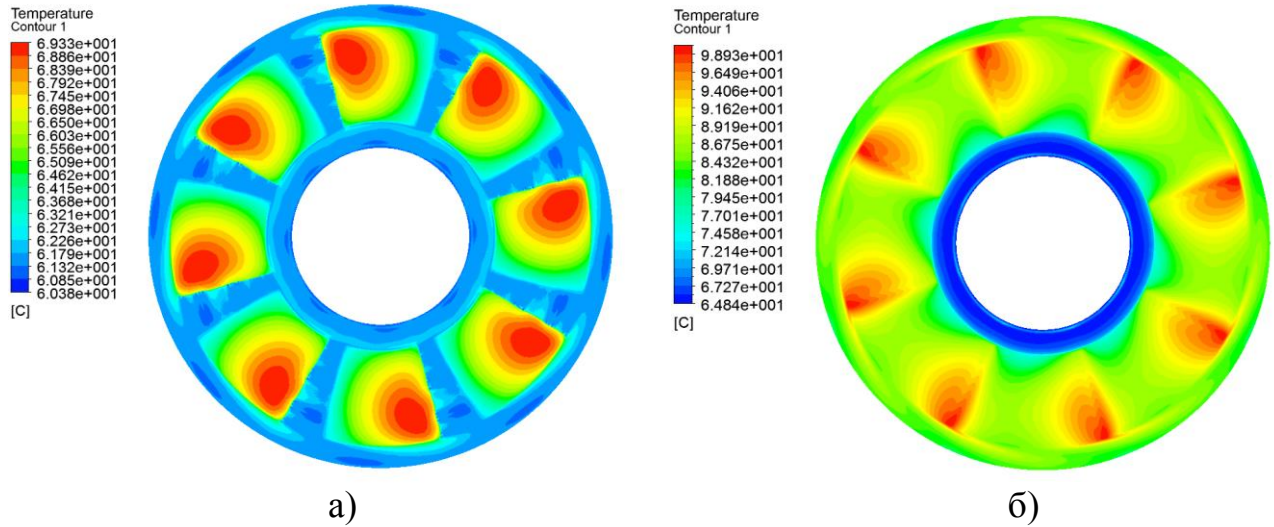 Temperature
Contour 1
6.933e+001
6.886e+001
6.839e+001
6.792e+001
6.745e+001
6.698e+001
6.650e+001
6.603e+001
6.556e+001
6.509e+001
6.462e+001
6.415e+001
6.368e+001
6.321e+001
6.273e+001
6.226e+001
6.179e+001
6.132e+001
6.085e+001
6.038e+001
[C]
а)
Temperature
Contour 1
9.893e+001
9.649e+001
9.406e+001
9.162e+001
8.919e+001
8.675e+001
8.432e+001
8.188e+001
7.945e+001
7.701e+001
7.458e+001
7.214e+001
6.971e+001
6.727e+001
6.484e+001
[C]
б)